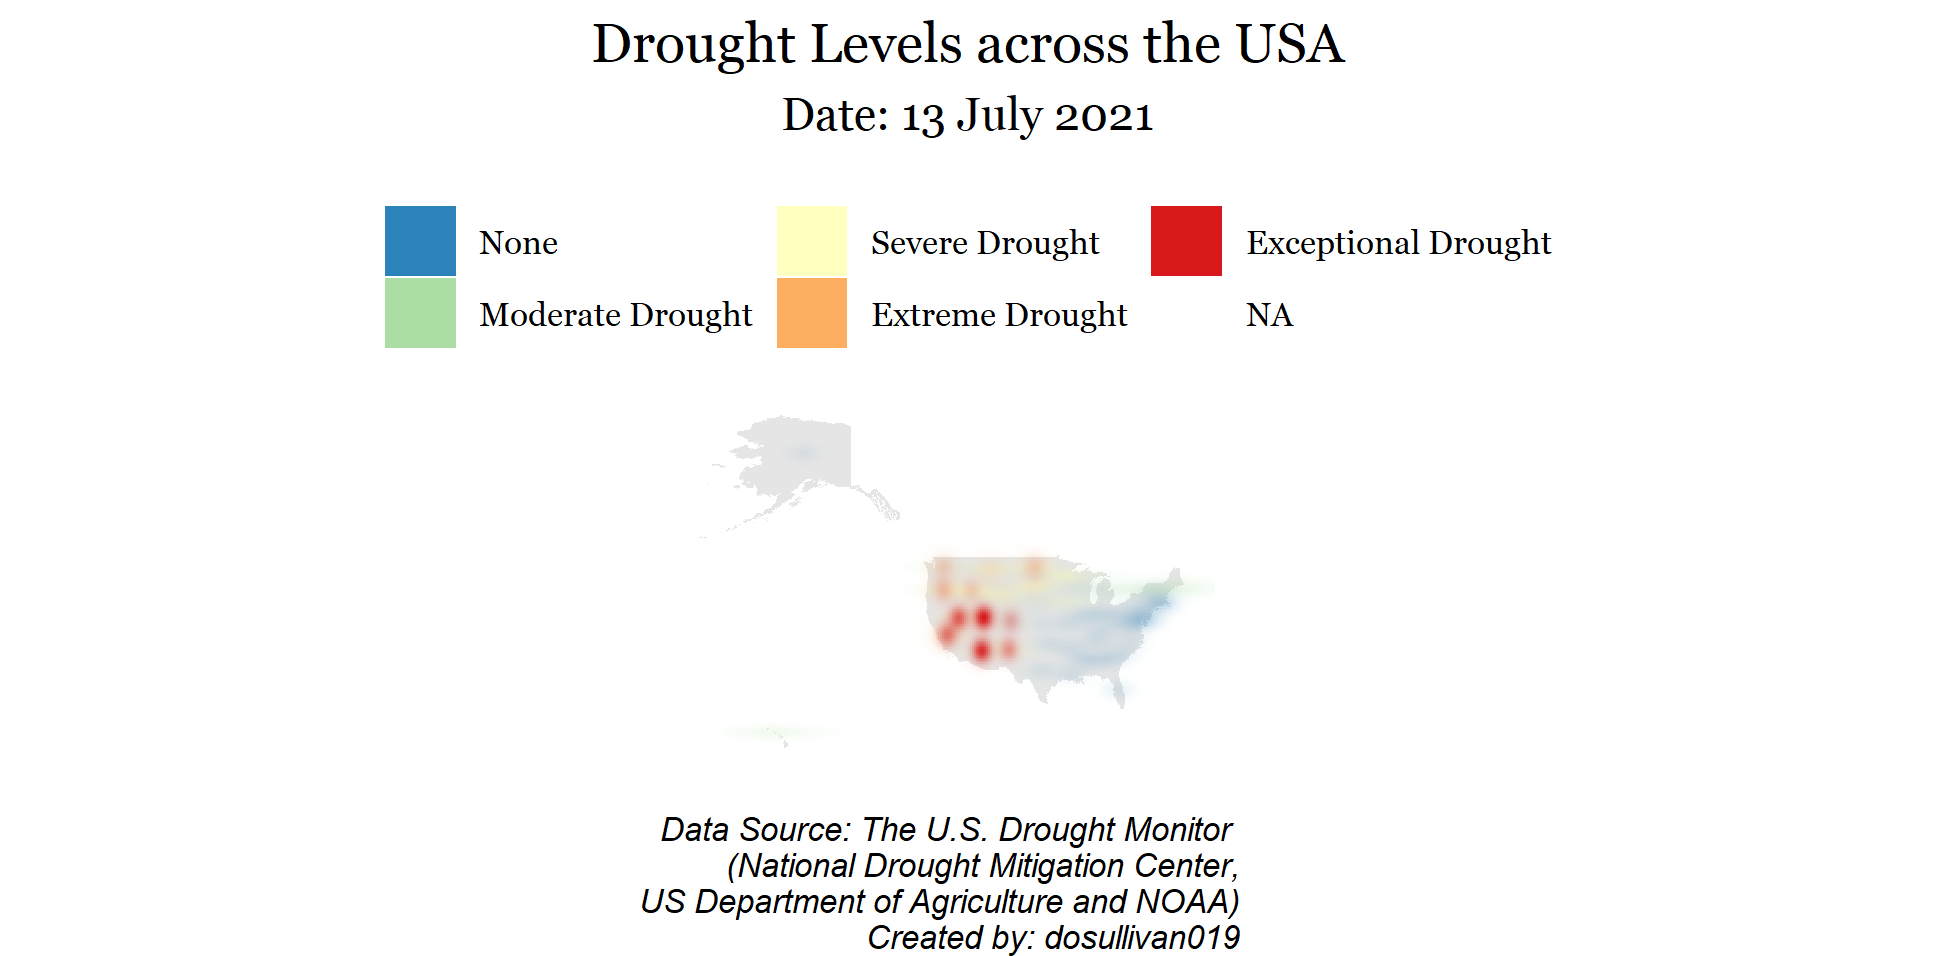 Drought Levels across the USA
Date: 13 July 2021
None
Severe Drought
Exceptional Drought
Moderate Drought
Extreme Drought
NA
Data Source: The U.S. Drought Monitor
(National Drought Mitigation Center,
US Department of Agriculture and NOAA)
Created by: dosullivan019